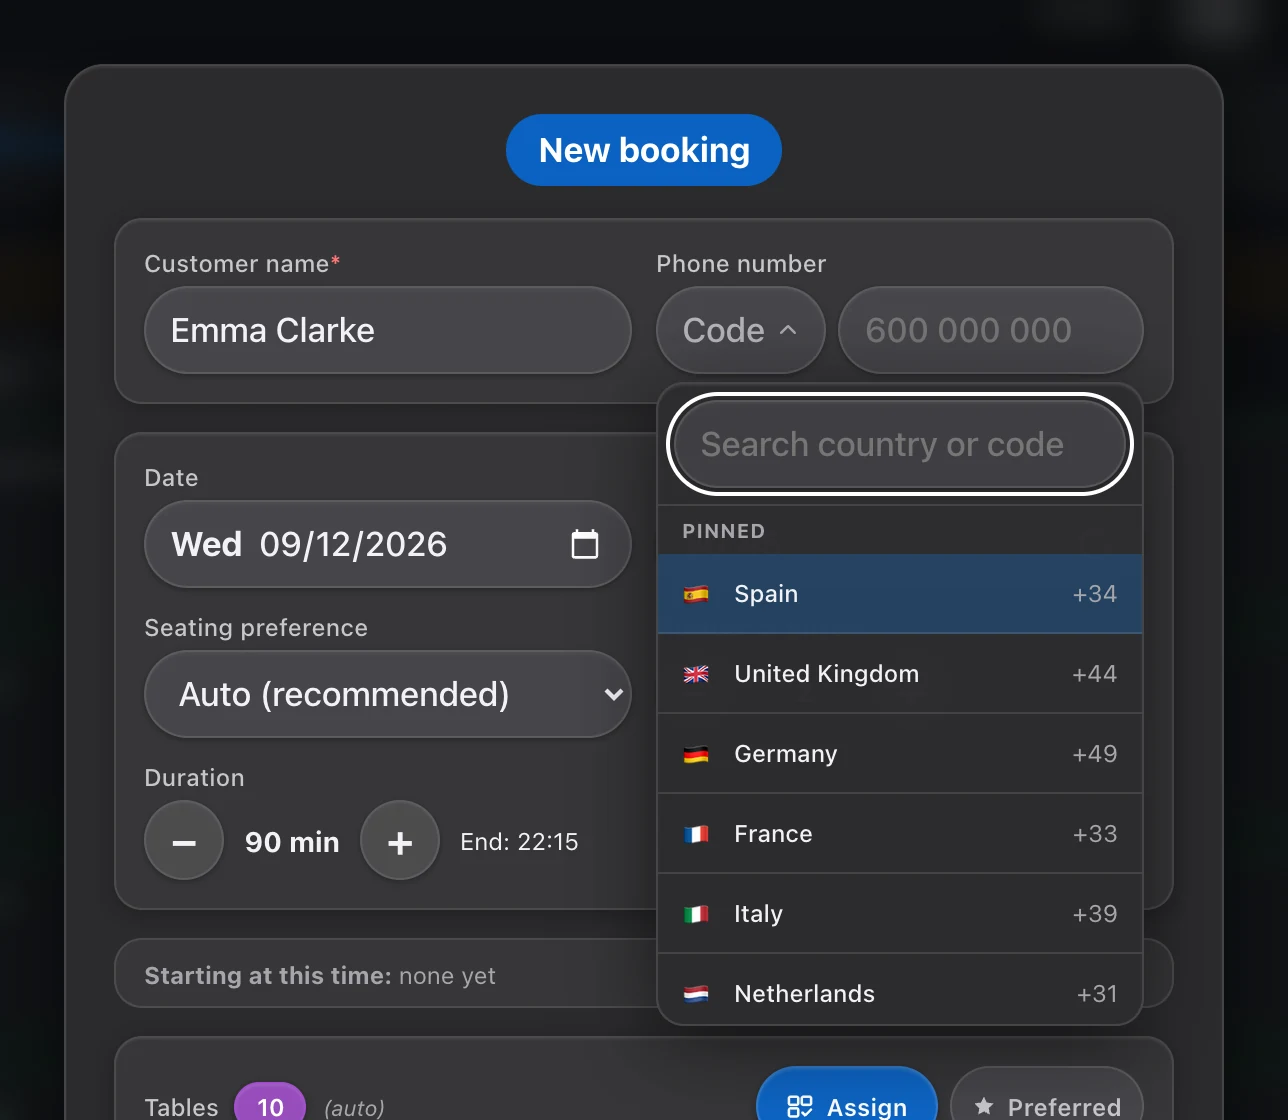 New booking
Customer name*
Phone number
Emma Clarke
Code
600 000 000
Search country or code
Date
Wed 09/12/2026
PINNED
Spain +34
Seating preference
Auto (recommended)
United Kingdom +44
Germany +49
Duration
90 min
End: 22:15
France +33
Italy +39
Starting at this time: none yet
Netherlands +31
Tables 10 (auto)
Assign
Preferred